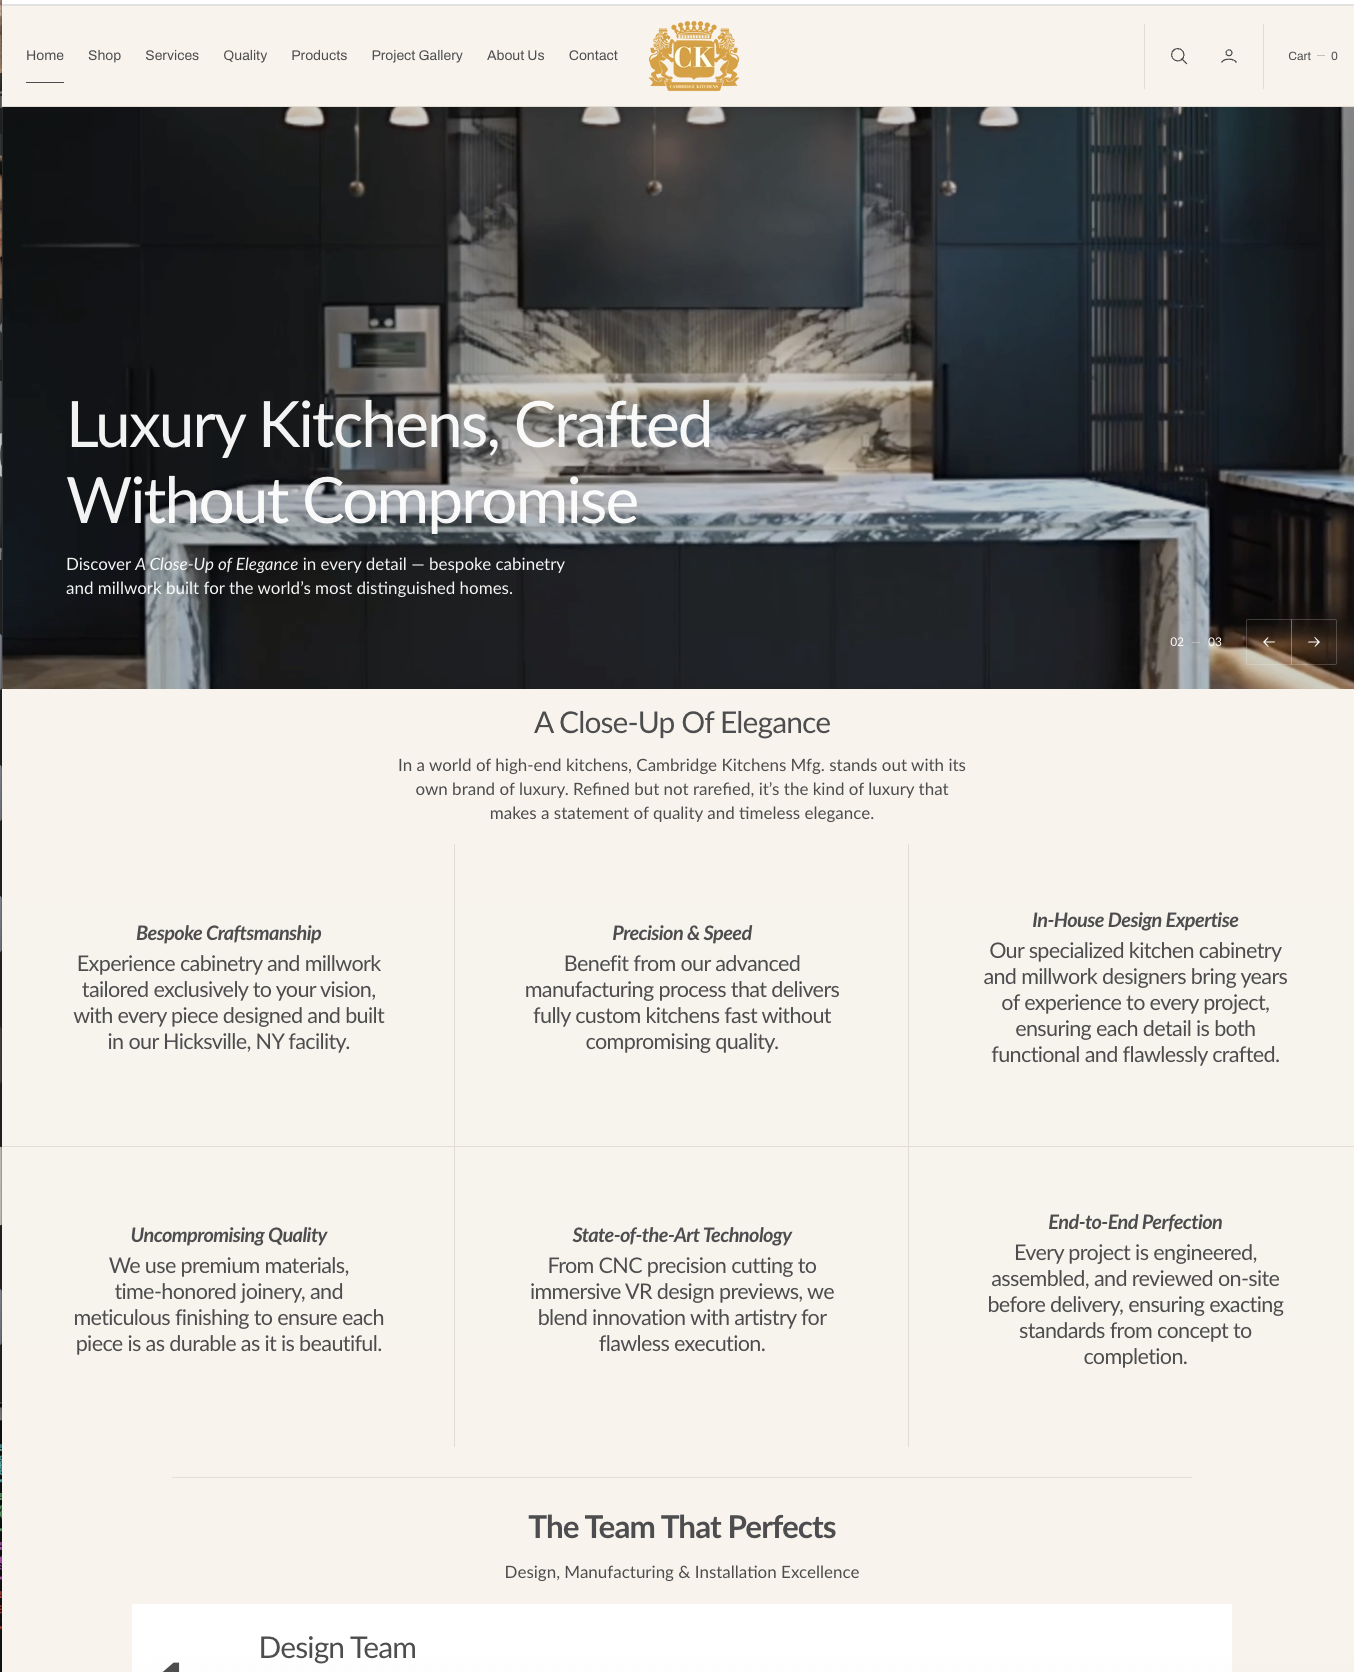 Home Shop Services Quality Products Project Gallery About Us Contact
CK
CAMBRIDGE KITCHENS
Cart — 0
Luxury Kitchens, Crafted
Without Compromise
Discover A Close-Up of Elegance in every detail — bespoke cabinetry
and millwork built for the world’s most distinguished homes.
02 — 03
A Close-Up Of Elegance
In a world of high-end kitchens, Cambridge Kitchens Mfg. stands out with its
own brand of luxury. Refined but not rarefied, it’s the kind of luxury that
makes a statement of quality and timeless elegance.
Bespoke Craftsmanship
Experience cabinetry and millwork
tailored exclusively to your vision,
with every piece designed and built
in our Hicksville, NY facility.
Precision & Speed
Benefit from our advanced
manufacturing process that delivers
fully custom kitchens fast without
compromising quality.
In-House Design Expertise
Our specialized kitchen cabinetry
and millwork designers bring years
of experience to every project,
ensuring each detail is both
functional and flawlessly crafted.
Uncompromising Quality
We use premium materials,
time-honored joinery, and
meticulous finishing to ensure each
piece is as durable as it is beautiful.
State-of-the-Art Technology
From CNC precision cutting to
immersive VR design previews, we
blend innovation with artistry for
flawless execution.
End-to-End Perfection
Every project is engineered,
assembled, and reviewed on-site
before delivery, ensuring exacting
standards from concept to
completion.
The Team That Perfects
Design, Manufacturing & Installation Excellence
Design Team